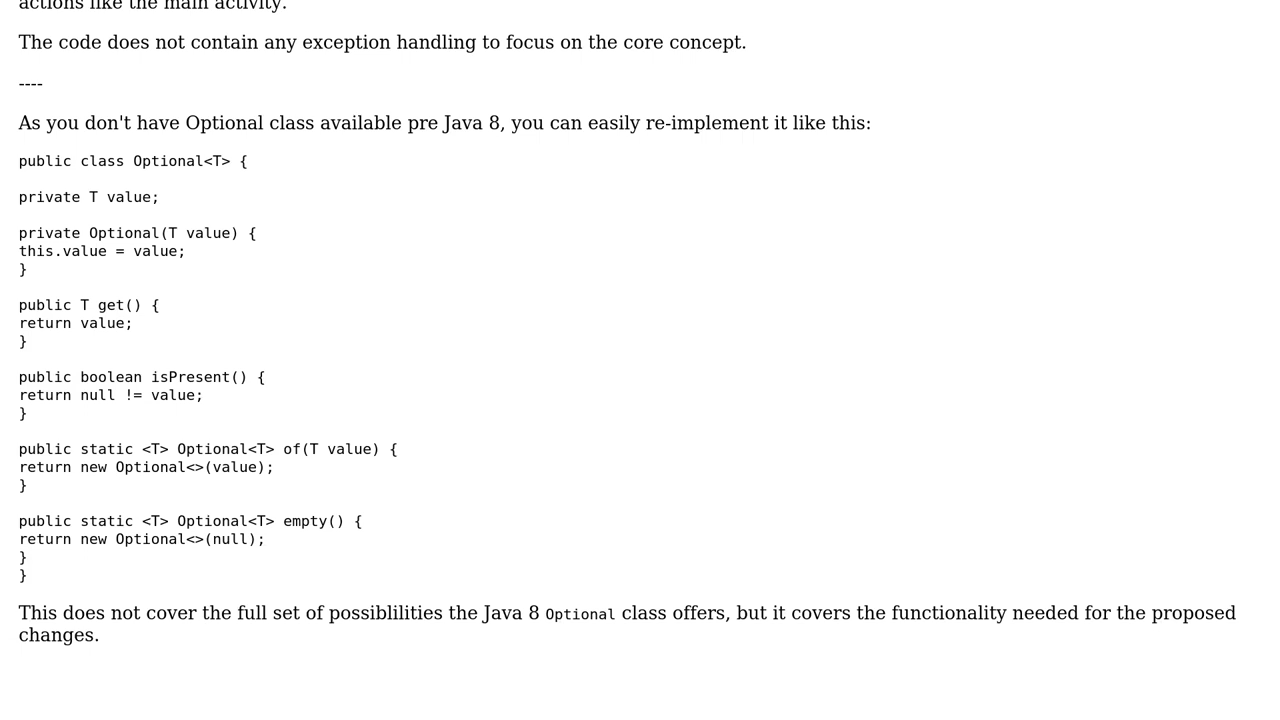 actions like the main activity.
The code does not contain any exception handling to focus on the core concept.
----
As you don't have Optional class available pre Java 8, you can easily re-implement it like this:
public class Optional<T> {
private T value;
private Optional(T value) {
this.value = value;
}
public T get() {
return value;
}
public boolean isPresent() {
return null != value;
}
public static <T> Optional<T> of(T value) {
return new Optional<>(value);
}
public static <T> Optional<T> empty() {
return new Optional<>(null);
}
}
This does not cover the full set of possiblilities the Java 8 Optional class offers, but it covers the functionality needed for the proposed
changes.